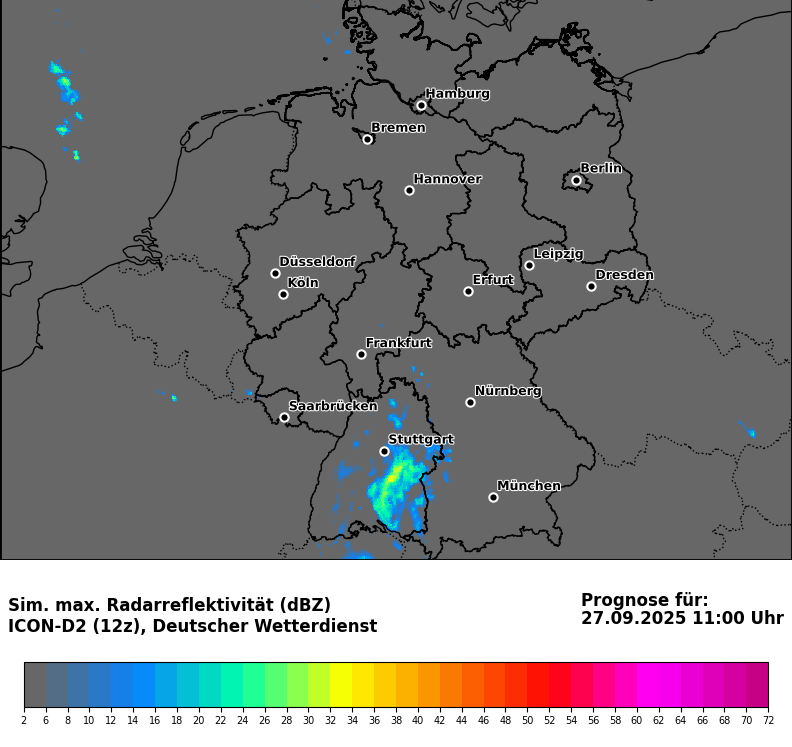 Hamburg
Bremen
Berlin
Hannover
Leipzig
Düsseldorf
Dresden
Köln
Erfurt
Frankfurt
Nürnberg
Saarbrücken
Stuttgart
München
Sim. max. Radarreflektivität (dBZ)
ICON-D2 (12z), Deutscher Wetterdienst
Prognose für:
27.09.2025 11:00 Uhr
2 6 8 10 12 14 16 18 20 22 24 26 28 30 32 34 36 38 40 42 44 46 48 50 52 54 56 58 60 62 64 66 68 70 72